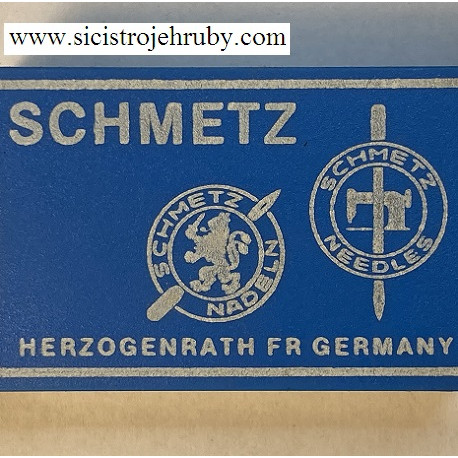 www.sicistrojehruby.com
SCHMETZ
SCHMETZ
NEEDLES
SCHMETZ
NADELN
HERZOGENRATH FR GERMANY